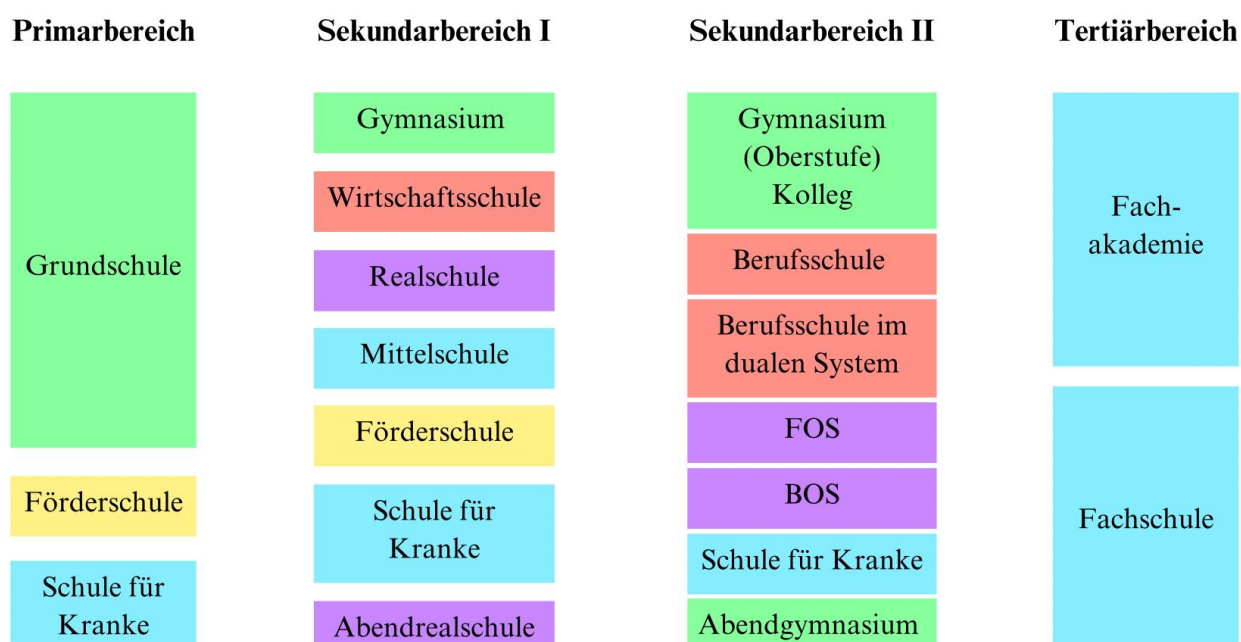 Primarbereich
Grundschule
Förderschule
Schule für
Kranke
Sekundarbereich I
Gymnasium
Wirtschaftsschule
Realschule
Mittelschule
Förderschule
Schule für
Kranke
Abendrealschule
Sekundarbereich II
Gymnasium
(Oberstufe)
Kolleg
Berufsschule
Berufsschule im
dualen System
FOS
BOS
Schule für Kranke
Abendgymnasium
Tertiärbereich
Fach-
akademie
Fachschule